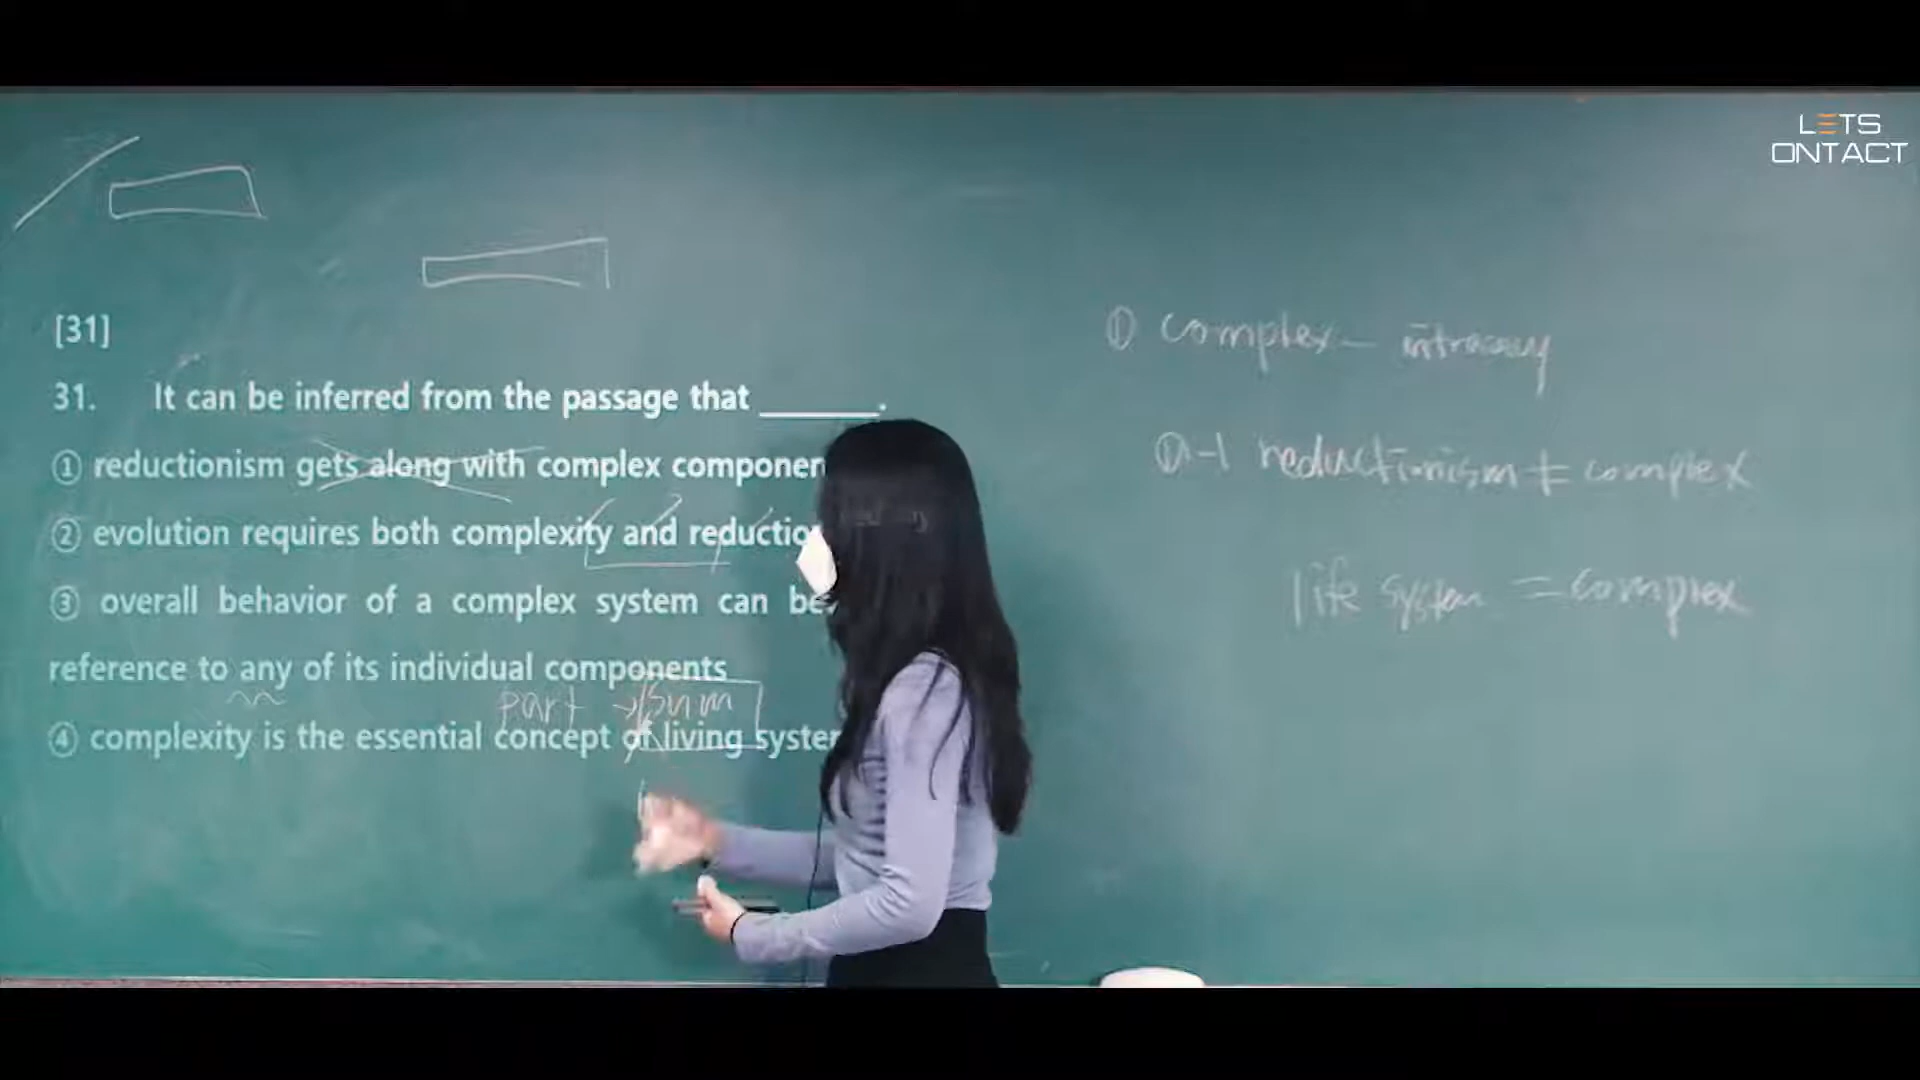 LETS
ONTACT
[31]
31. It can be inferred from the passage that ______.
① reductionism gets along with complex componen
② evolution requires both complexity and reductio
③ overall behavior of a complex system can be
reference to any of its individual components
part → sum
④ complexity is the essential concept of living system
① complex –
①-1 reductionism ≠ complex
life system = complex